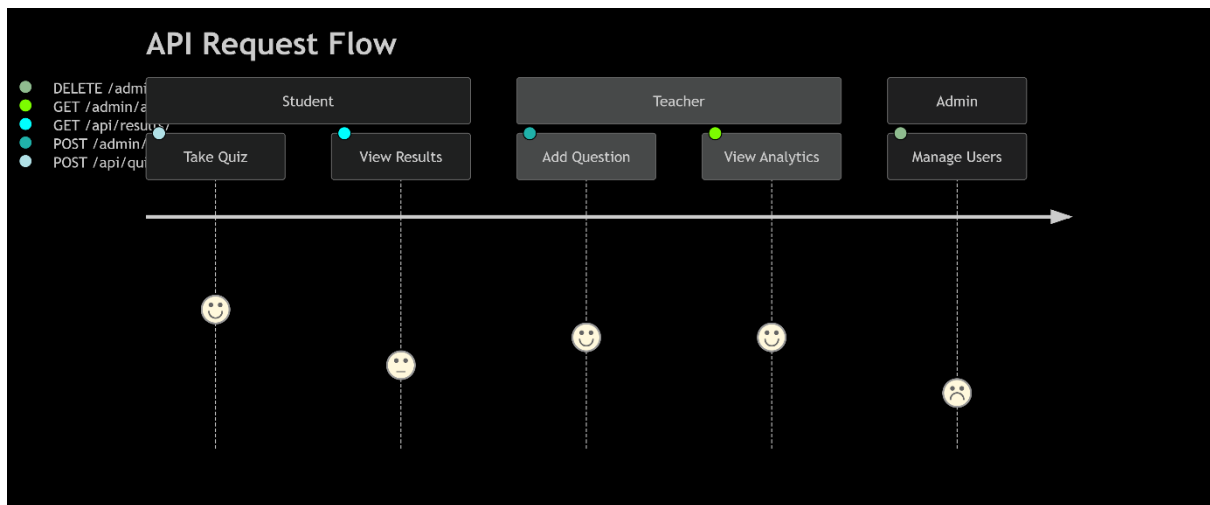 API Request Flow
DELETE /admi
GET /admin/a
GET /api/results/
POST /admin/
POST /api/qui
Student
Teacher
Admin
Take Quiz
View Results
Add Question
View Analytics
Manage Users